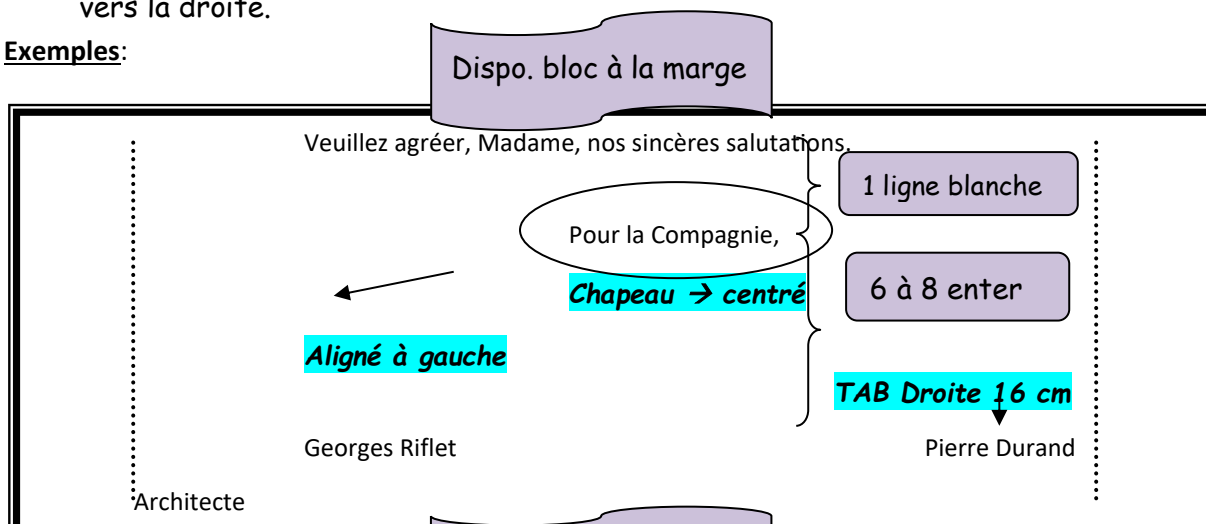 vers la droite.
Exemples:
Dispo. bloc à la marge
Veuillez agréer, Madame, nos sincères salutations.
1 ligne blanche
Pour la Compagnie,
Chapeau → centré
6 à 8 enter
Aligné à gauche
TAB Droite 16 cm
Georges Riflet Pierre Durand
Architecte